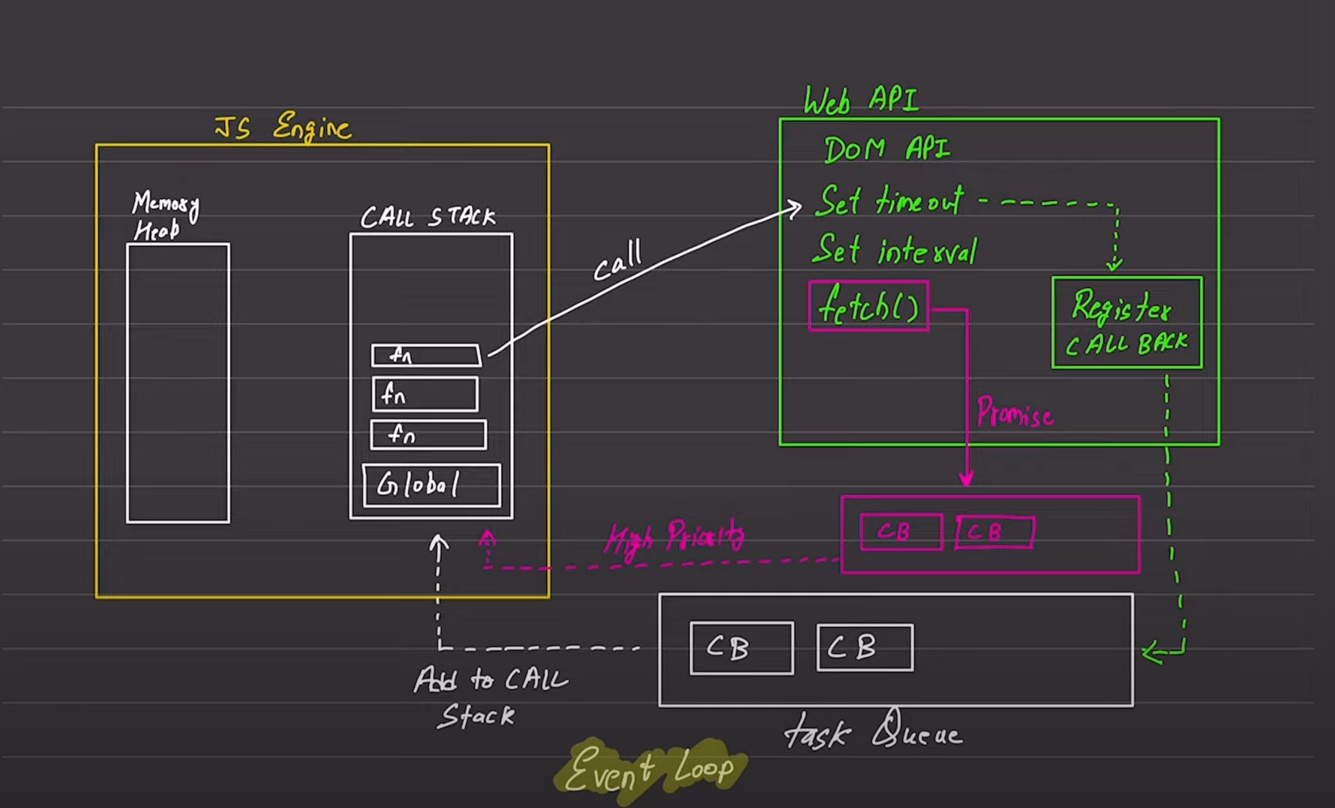 JS Engine
Memory
Heap
CALL STACK
fn
fn
fn
Global
call
Web API
DOM API
Set timeout
Set interval
fetch()
Register
CALL BACK
Promise
High Priority
CB
CB
CB
CB
Add to CALL
Stack
task Queue
Event Loop